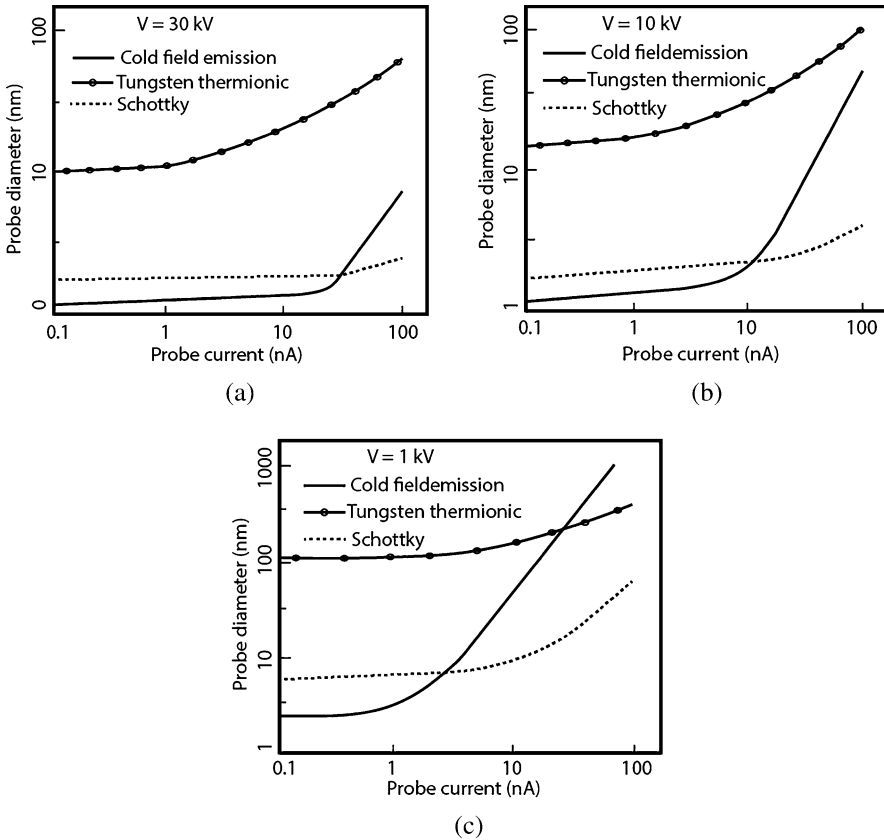 V = 30 kV
Cold field emission
Tungsten thermionic
Schottky
Probe diameter (nm)
100
10
0
0.1
1
10
100
Probe current (nA)
(a)
V = 10 kV
Cold fieldemission
Tungsten thermionic
Schottky
Probe diameter (nm)
100
10
1
0.1
1
10
100
Probe current (nA)
(b)
V = 1 kV
Cold fieldemission
Tungsten thermionic
Schottky
Probe diameter (nm)
1000
100
10
1
0.1
1
10
100
Probe current (nA)
(c)